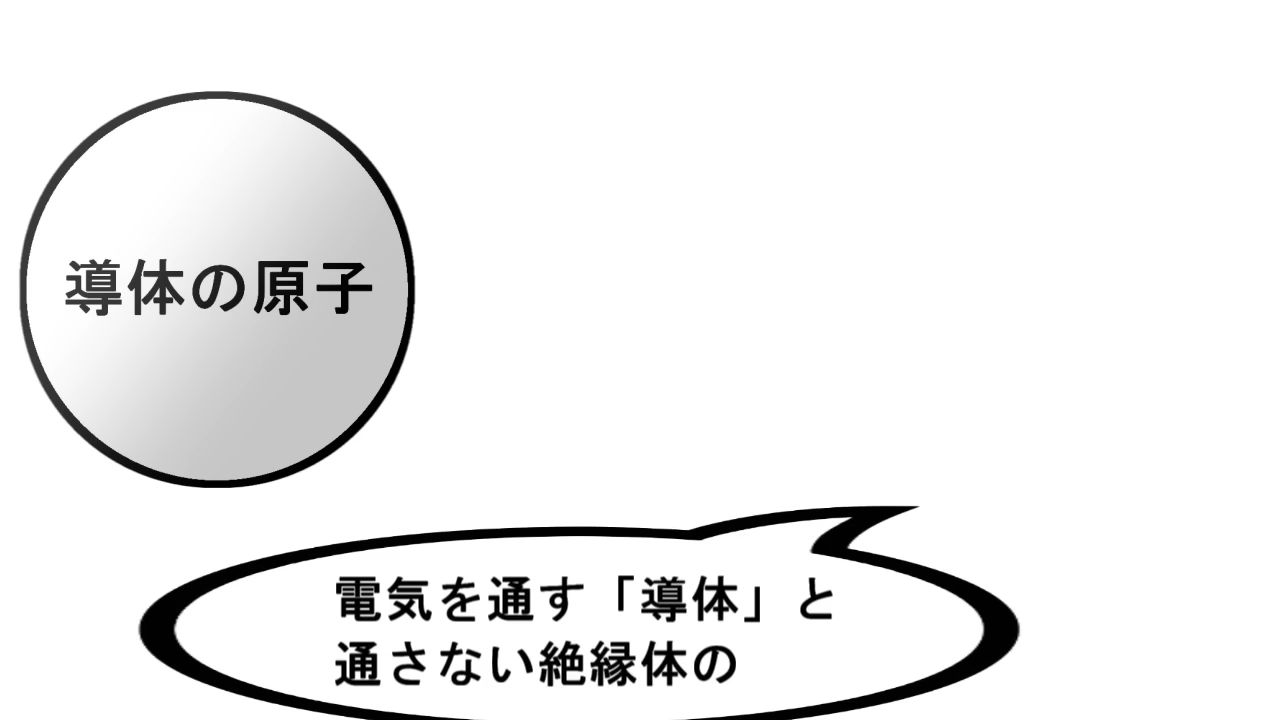 導体の原子
電気を通す「導体」と
通さない絶縁体の